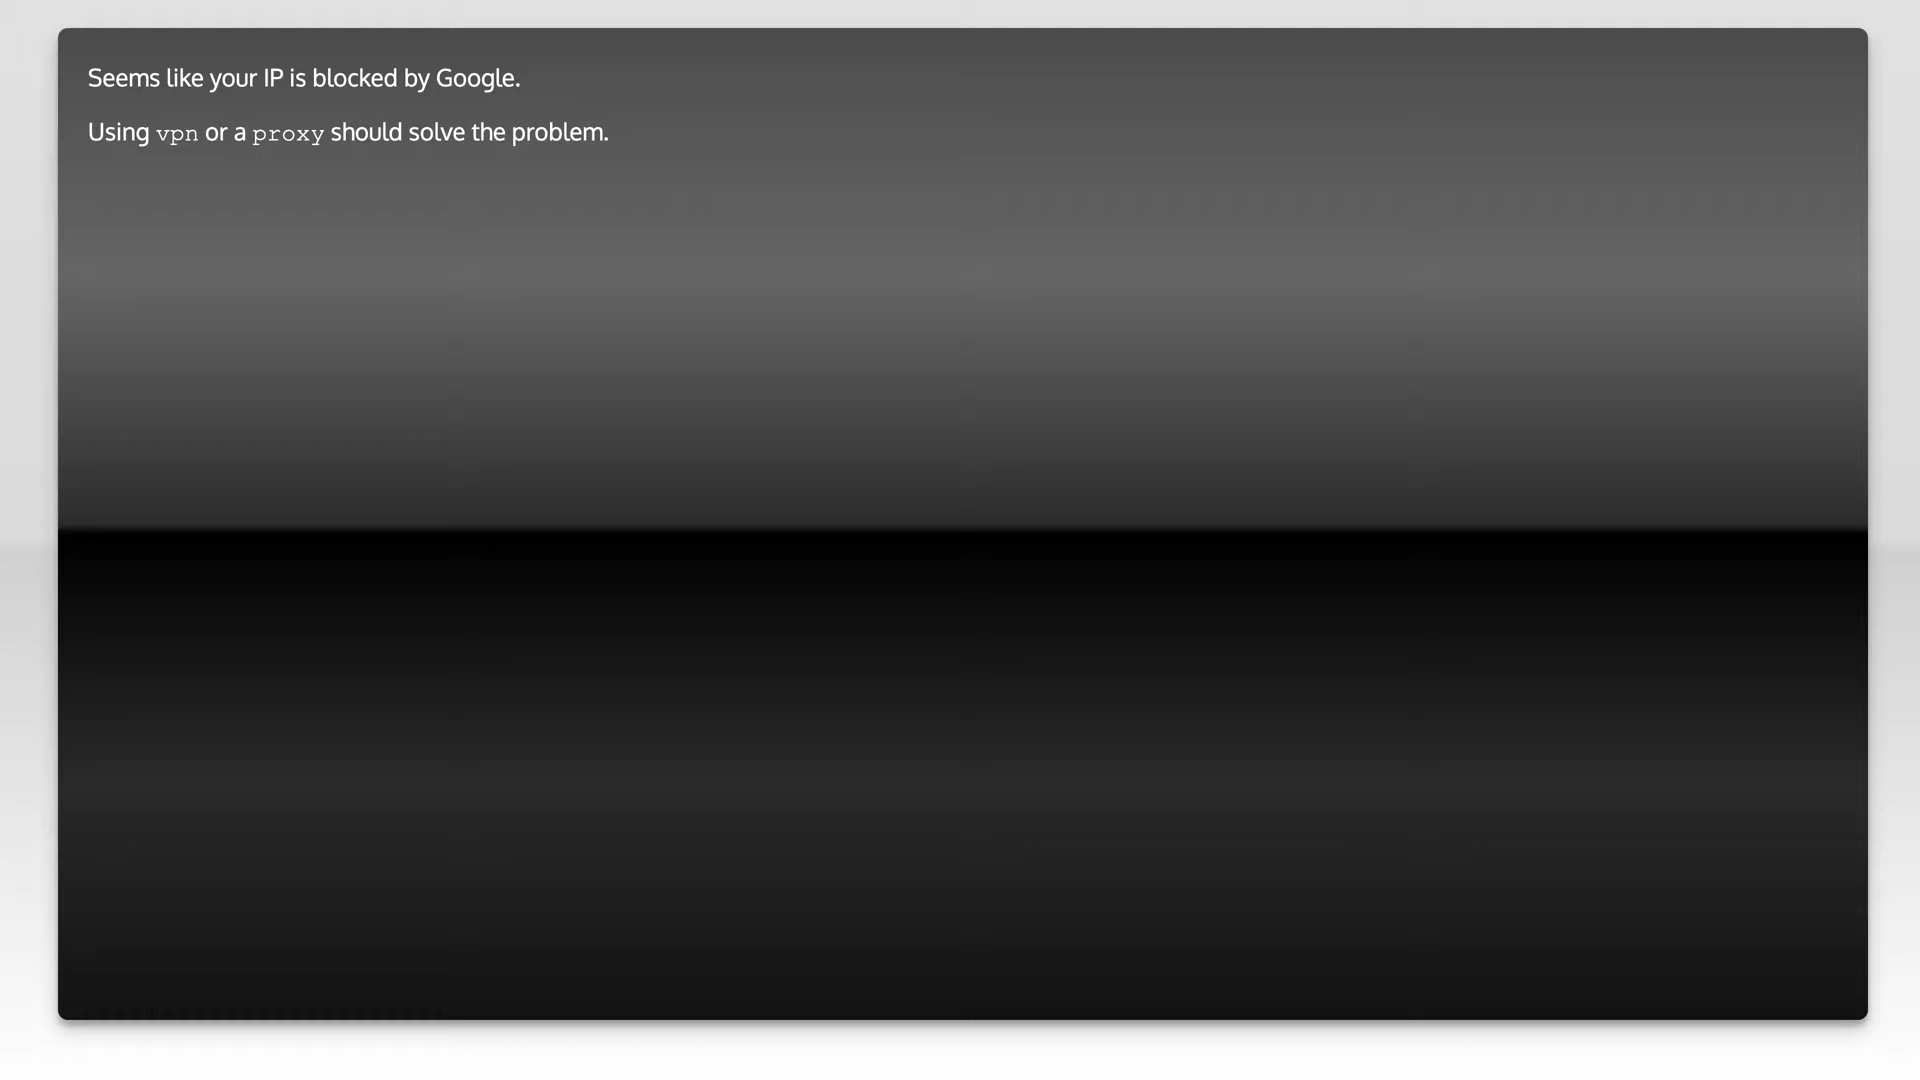 Seems like your IP is blocked by Google.
Using vpn or a proxy should solve the problem.